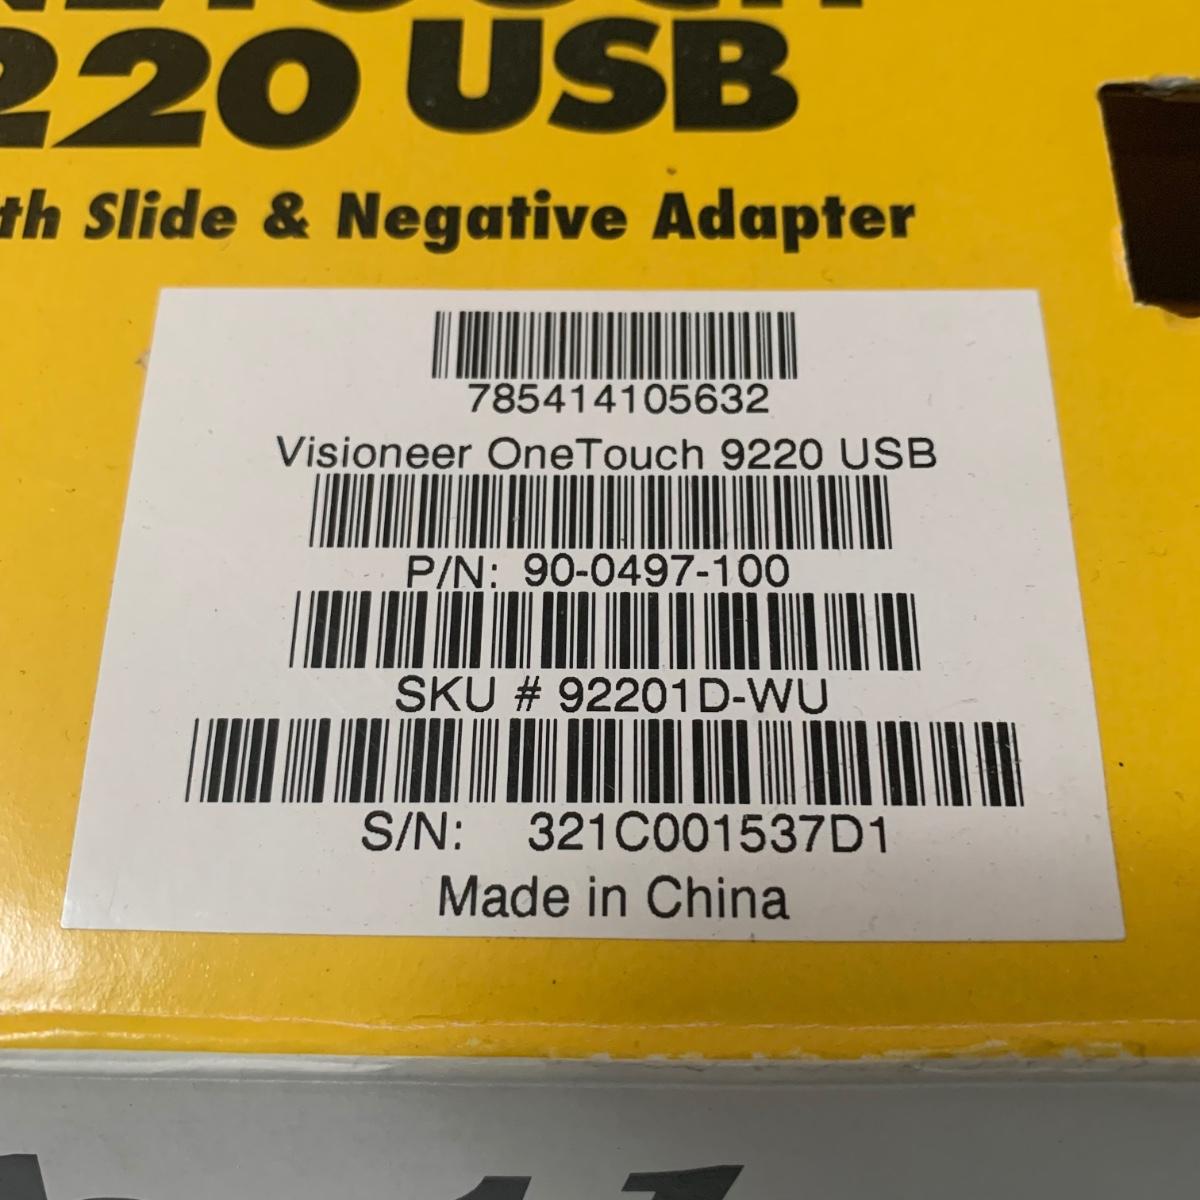 220 USB
Slide & Negative Adapter
785414105632
Visioneer OneTouch 9220 USB
P/N: 90-0497-100
SKU # 92201D-WU
S/N: 321C001537D1
Made in China